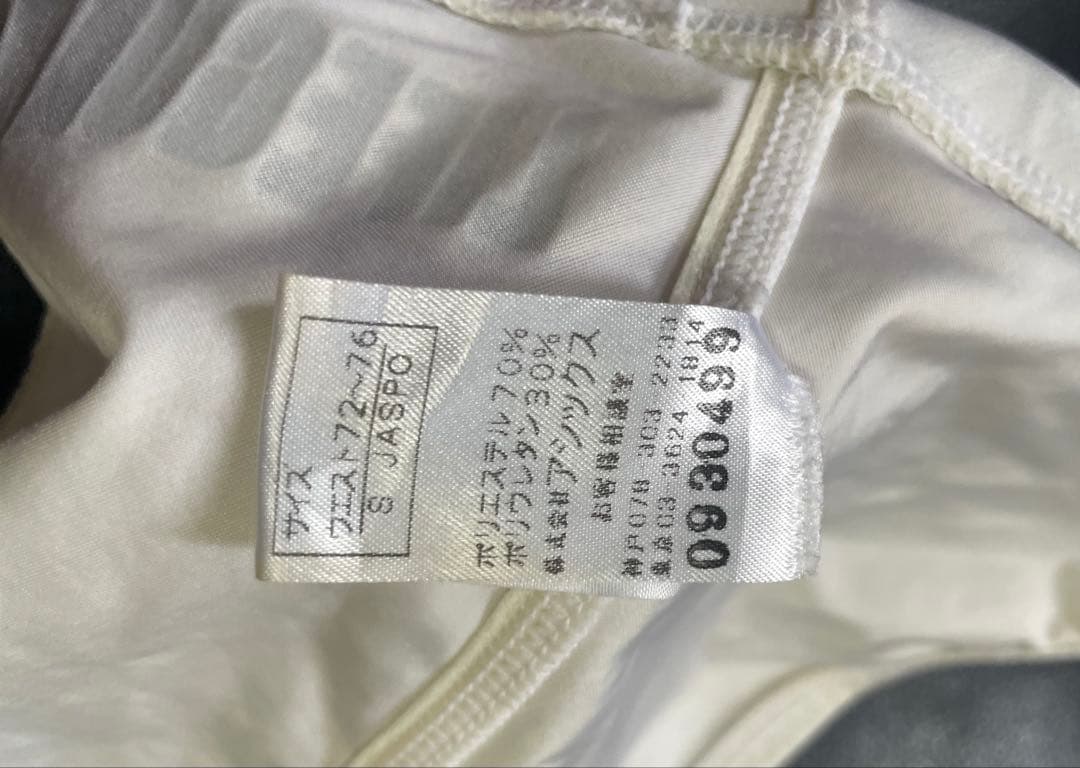 サイズ
ウエスト72~76
S JASPO
ポリエステル70%
ポリウレタン30%
株式会社アシックス
お客様相談室
神戸078 303 2233
東京03 3624 1814
0930499